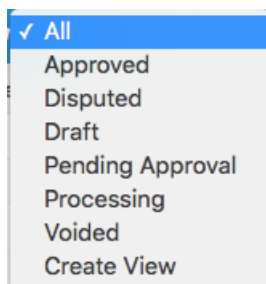 ✓ All
Approved
Disputed
Draft
Pending Approval
Processing
Voided
Create View